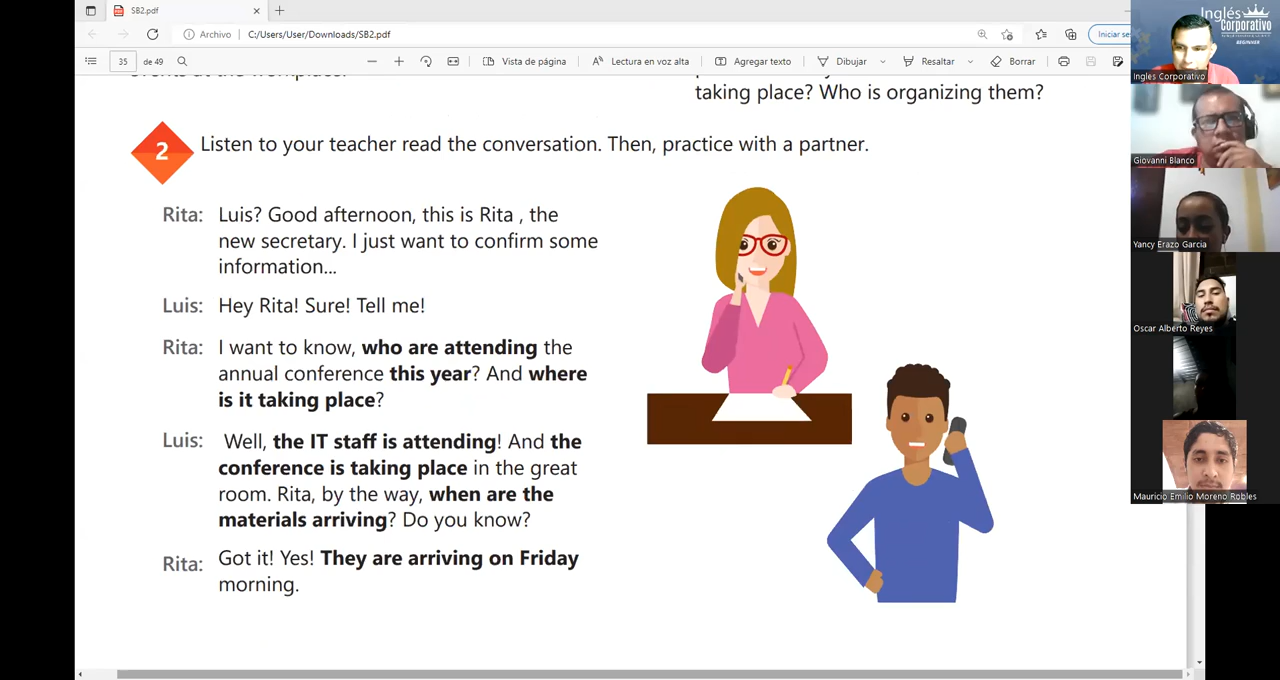 SB2.pdf
Archivo
C:/Users/User/Downloads/SB2.pdf
35
de 49
Vista de página
Lectura en voz alta
Agregar texto
Dibujar
Resaltar
Borrar
taking place? Who is organizing them?
2
Listen to your teacher read the conversation. Then, practice with a partner.
Rita: Luis? Good afternoon, this is Rita , the
new secretary. I just want to confirm some
information...
Luis: Hey Rita! Sure! Tell me!
Rita: I want to know, who are attending the
annual conference this year? And where
is it taking place?
Luis: Well, the IT staff is attending! And the
conference is taking place in the great
room. Rita, by the way, when are the
materials arriving? Do you know?
Rita: Got it! Yes! They are arriving on Friday
morning.
Inglés
Corporativo
BEGINNER
Ingles Corporativo
Giovanni Blanco
Yancy Erazo Garcia
Oscar Alberto Reyes
Mauricio Emilio Moreno Robles